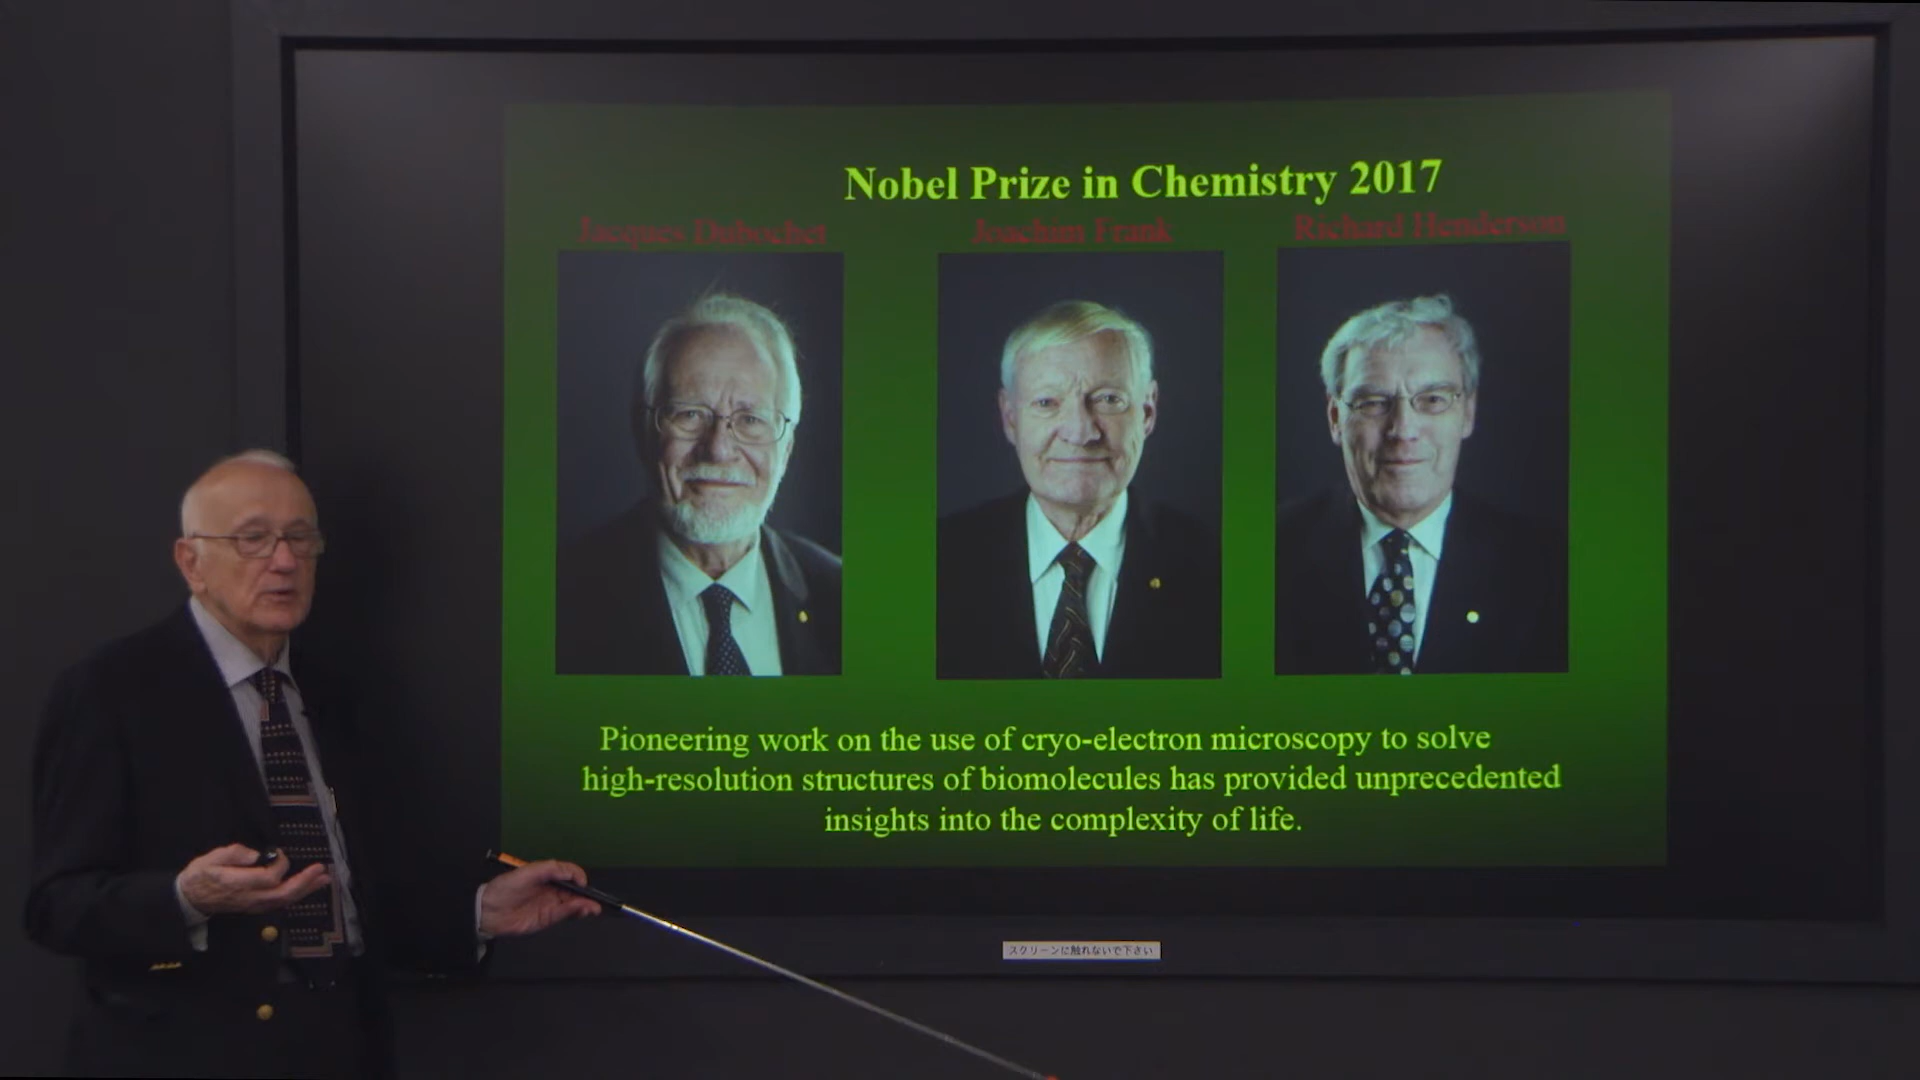 Nobel Prize in Chemistry 2017
Jacques Dubochet Joachim Frank Richard Henderson
Pioneering work on the use of cryo-electron microscopy to solve
high-resolution structures of biomolecules has provided unprecedented
insights into the complexity of life.
スクリーンに触れないで下さい